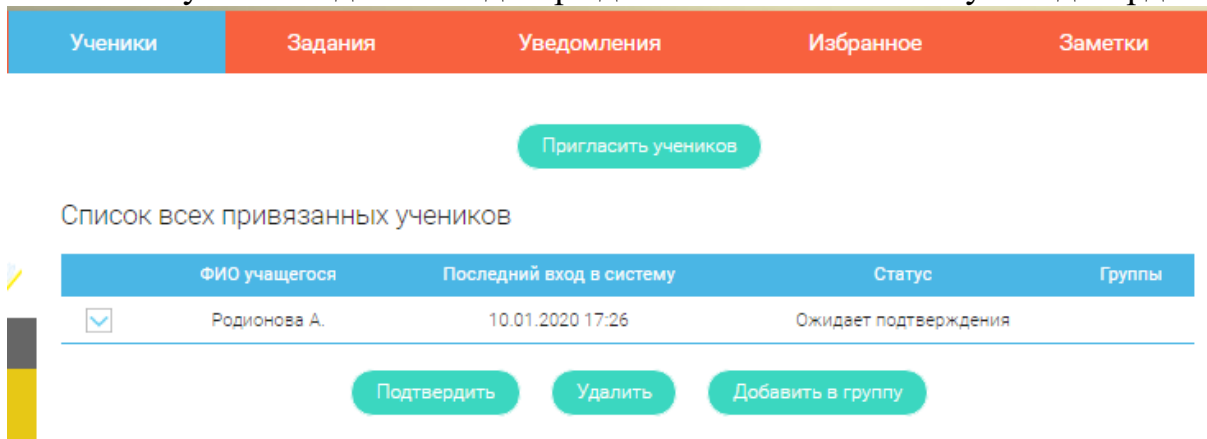 Ученики Задания Уведомления Избранное Заметки
Пригласить учеников
Список всех привязанных учеников
ФИО учащегося Последний вход в систему Статус Группы
Родионова А. 10.01.2020 17:26 Ожидает подтверждения
Подтвердить Удалить Добавить в группу